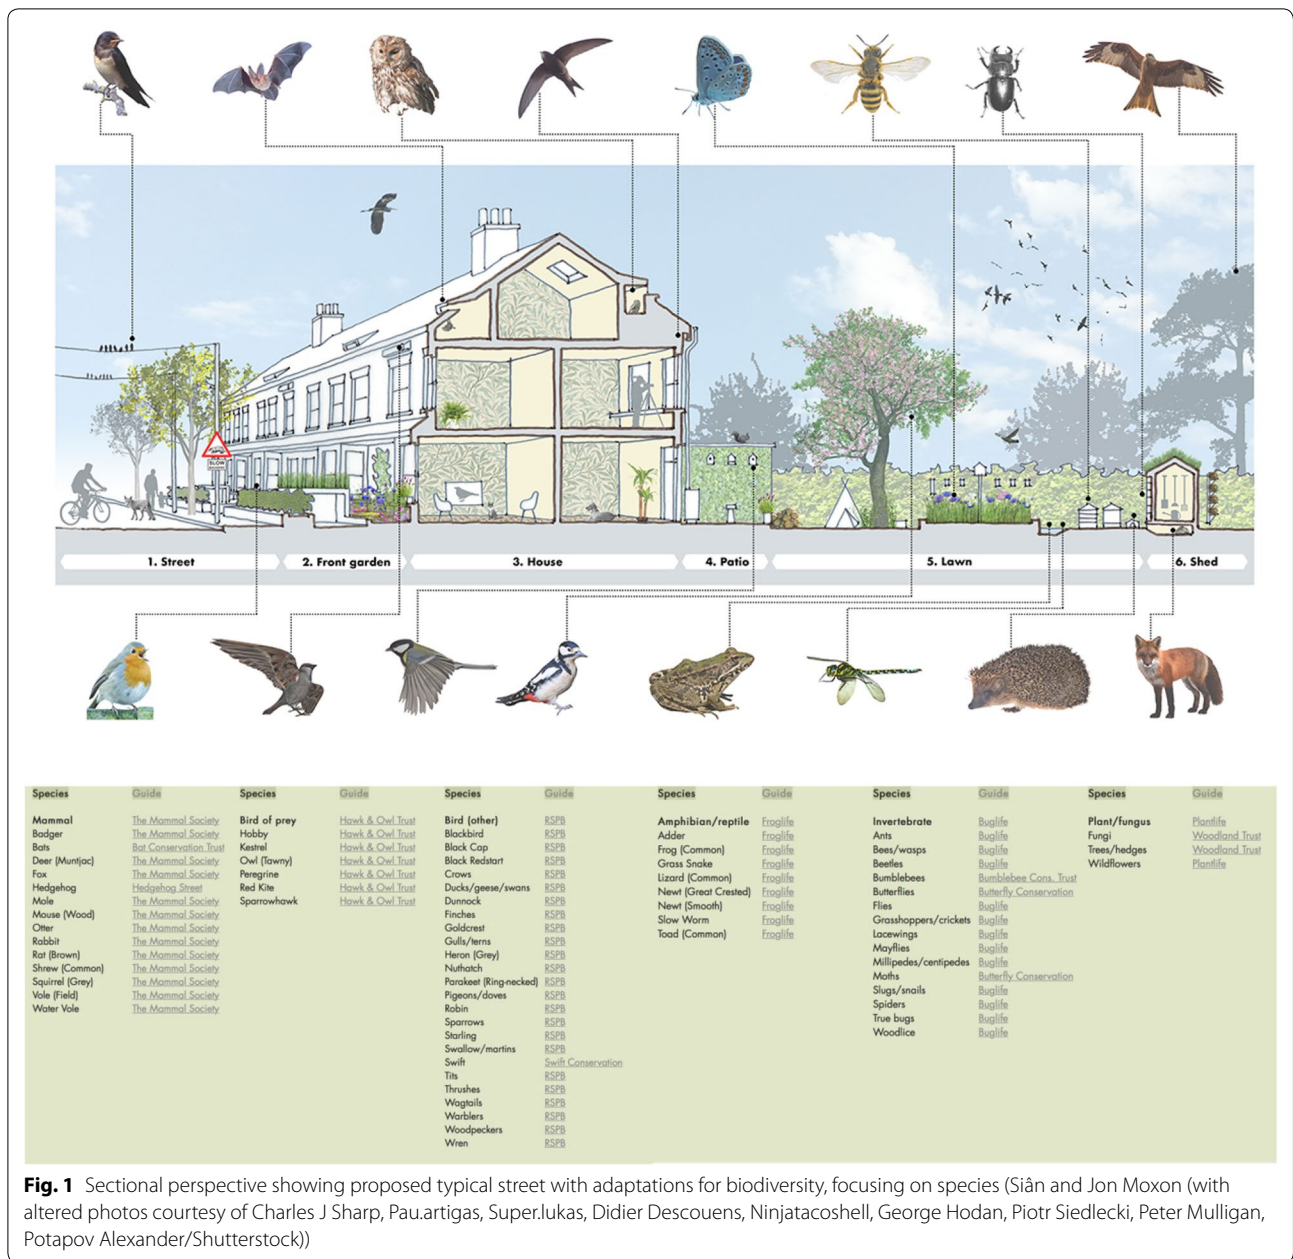 SLOW
1. Street
2. Front garden
3. House
4. Patio
5. Lawn
6. Shed
Species Guide
Mammal The Mammal Society
Badger The Mammal Society
Bats Bat Conservation Trust
Deer (Muntjac) The Mammal Society
Fox The Mammal Society
Hedgehog Hedgehog Street
Mole The Mammal Society
Mouse (Wood) The Mammal Society
Otter The Mammal Society
Rabbit The Mammal Society
Rat (Brown) The Mammal Society
Shrew (Common) The Mammal Society
Squirrel (Grey) The Mammal Society
Vole (Field) The Mammal Society
Water Vole The Mammal Society
Species Guide
Bird of prey Hawk & Owl Trust
Hobby Hawk & Owl Trust
Kestrel Hawk & Owl Trust
Owl (Tawny) Hawk & Owl Trust
Peregrine Hawk & Owl Trust
Red Kite Hawk & Owl Trust
Sparrowhawk Hawk & Owl Trust
Species Guide
Bird (other) RSPB
Blackbird RSPB
Black Cap RSPB
Black Redstart RSPB
Crows RSPB
Ducks/geese/swans RSPB
Dunnock RSPB
Finches RSPB
Goldcrest RSPB
Gulls/terns RSPB
Heron (Grey) RSPB
Nuthatch RSPB
Parakeet (Ring-necked) RSPB
Pigeons/doves RSPB
Robin RSPB
Sparrows RSPB
Starling RSPB
Swallow/martins RSPB
Swift Swift Conservation
Tits RSPB
Thrushes RSPB
Wagtails RSPB
Warblers RSPB
Woodpeckers RSPB
Wren RSPB
Species Guide
Amphibian/reptile Froglife
Adder Froglife
Frog (Common) Froglife
Grass Snake Froglife
Lizard (Common) Froglife
Newt (Great Crested) Froglife
Newt (Smooth) Froglife
Slow Worm Froglife
Toad (Common) Froglife
Species Guide
Invertebrate Buglife
Ants Buglife
Bees/wasps Buglife
Beetles Buglife
Bumblebees Bumblebee Cons. Trust
Butterflies Butterfly Conservation
Flies Buglife
Grasshoppers/crickets Buglife
Lacewings Buglife
Mayflies Buglife
Millipedes/centipedes Buglife
Moths Butterfly Conservation
Slugs/snails Buglife
Spiders Buglife
True bugs Buglife
Woodlice Buglife
Species Guide
Plant/fungus Plantlife
Fungi Woodland Trust
Trees/hedges Woodland Trust
Wildflowers Plantlife
Fig. 1 Sectional perspective showing proposed typical street with adaptations for biodiversity, focusing on species (Siân and Jon Moxon (with
altered photos courtesy of Charles J Sharp, Pau.artigas, Super.lukas, Didier Descouens, Ninjatacoshell, George Hodan, Piotr Siedlecki, Peter Mulligan,
Potapov Alexander/Shutterstock))